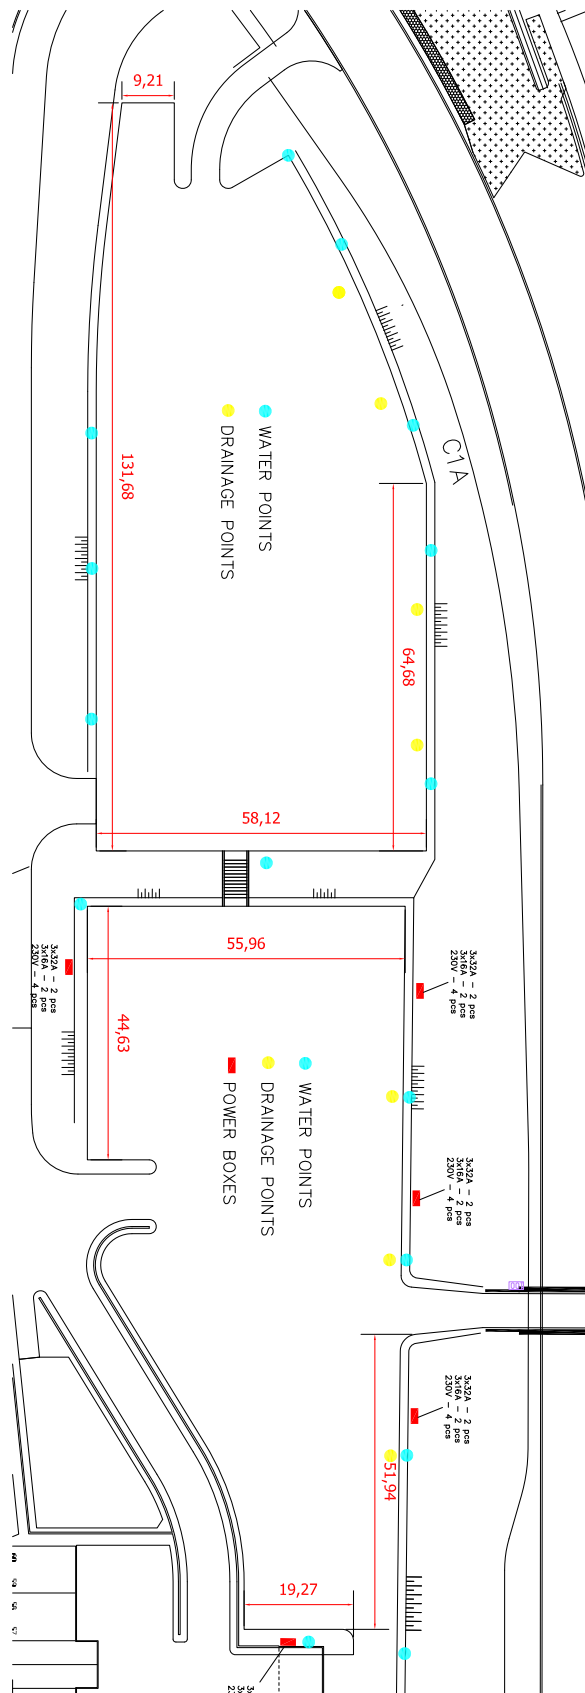 9,21
C1A
WATER POINTS
DRAINAGE POINTS
131,68
64,68
58,12
55,96
3x32A - 2 pcs
3x16A - 2 pcs
230V - 4 pcs
3x32A - 2 pcs
3x16A - 2 pcs
230V - 4 pcs
44,63
WATER POINTS
DRAINAGE POINTS
POWER BOXES
3x32A - 2 pcs
3x16A - 2 pcs
230V - 4 pcs
3x32A - 2 pcs
3x16A - 2 pcs
230V - 4 pcs
51,94
19,27